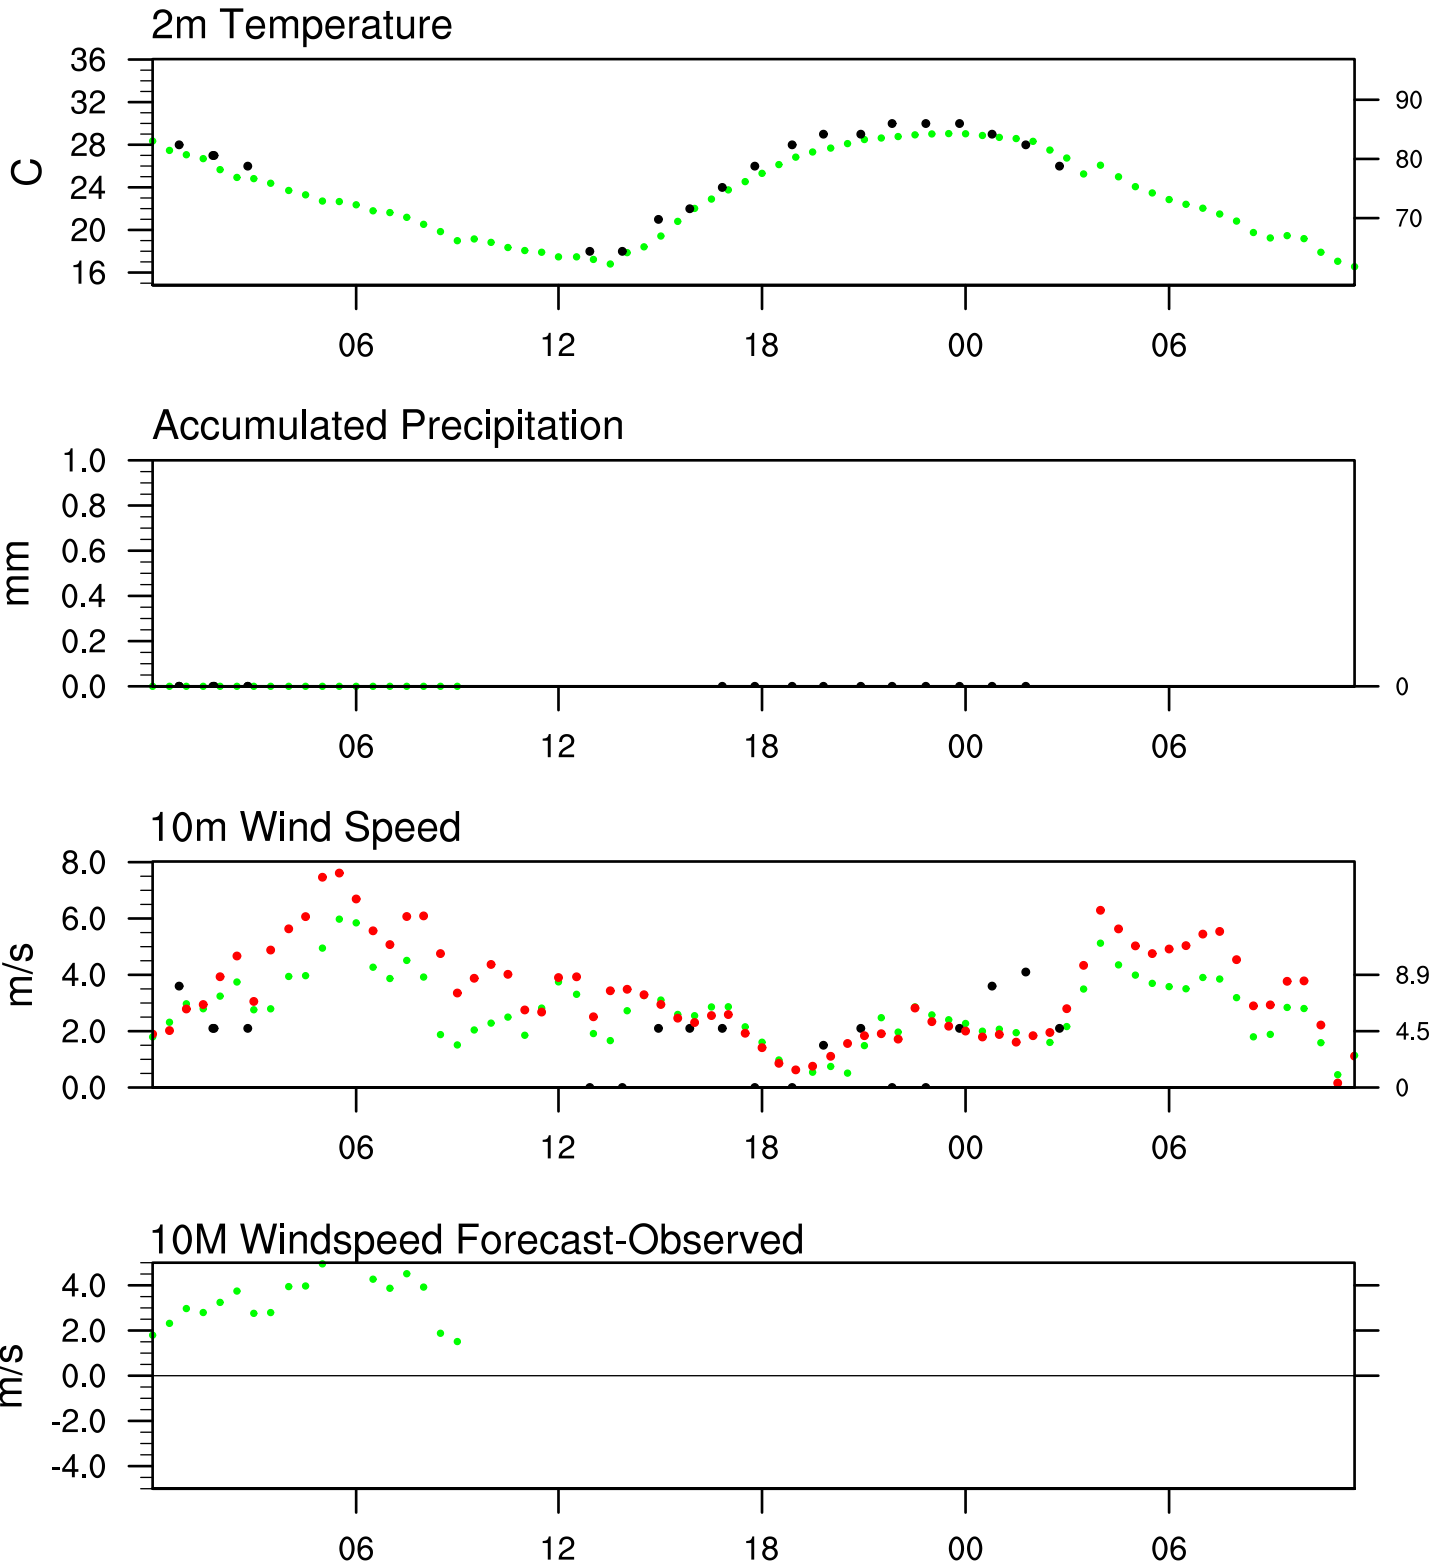 2m Temperature
36
32
28
24
20
16
C
90
80
70
06 12 18 00 06
Accumulated Precipitation
1.0
0.8
0.6
0.4
0.2
0.0
mm
0
06 12 18 00 06
10m Wind Speed
8.0
6.0
4.0
2.0
0.0
m/s
8.9
4.5
0
06 12 18 00 06
10M Windspeed Forecast-Observed
4.0
2.0
0.0
-2.0
-4.0
m/s
06 12 18 00 06